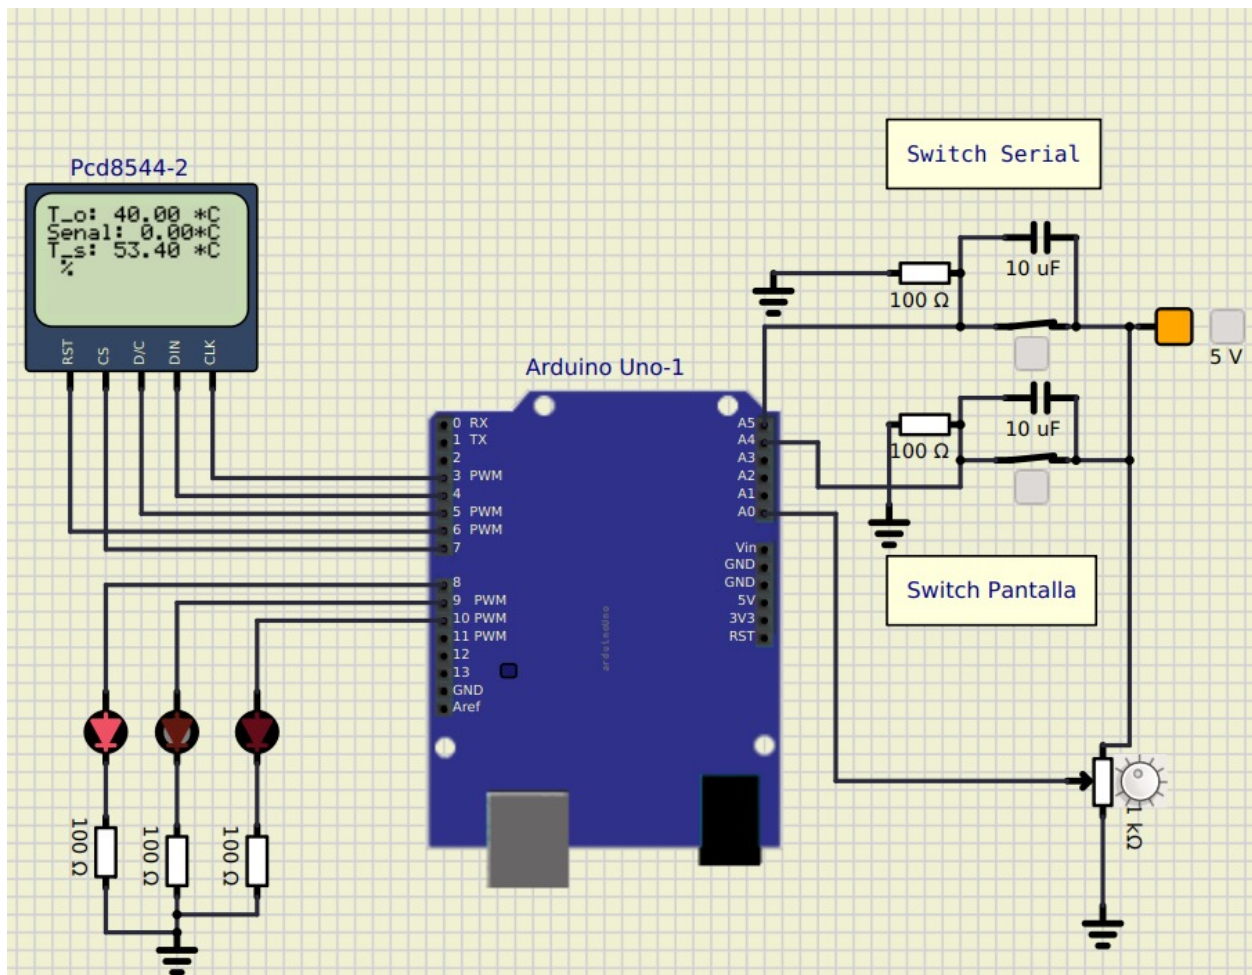 Pcd8544-2
T_o: 40.00 *C
Senal: 0.00*C
T_s: 53.40 *C
%
RST
CS
D/C
DIN
CLK
Switch Serial
10 uF
100 Ω
5 V
10 uF
100 Ω
Switch Pantalla
1 kΩ
Arduino Uno-1
0 RX
1 TX
2
3 PWM
4
5 PWM
6 PWM
7
8
9 PWM
10 PWM
11 PWM
12
13
GND
Aref
arduinoUno
A5
A4
A3
A2
A1
A0
Vin
GND
GND
5V
3V3
RST
100 Ω
100 Ω
100 Ω